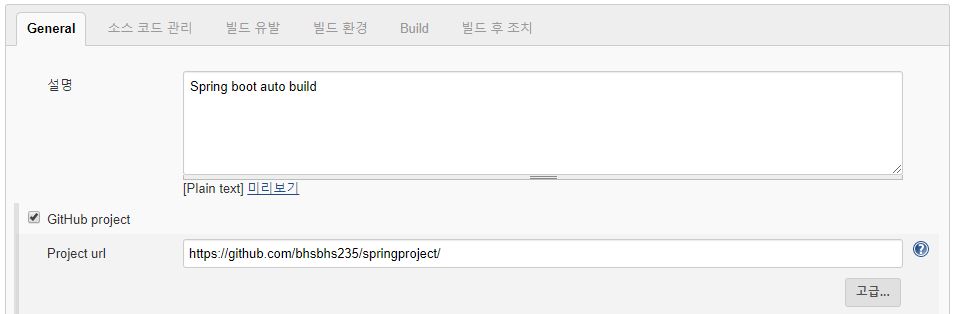 General 소스 코드 관리 빌드 유발 빌드 환경 Build 빌드 후 조치
설명 Spring boot auto build
[Plain text] 미리보기
GitHub project
Project url https://github.com/bhsbhs235/springproject/
고급...